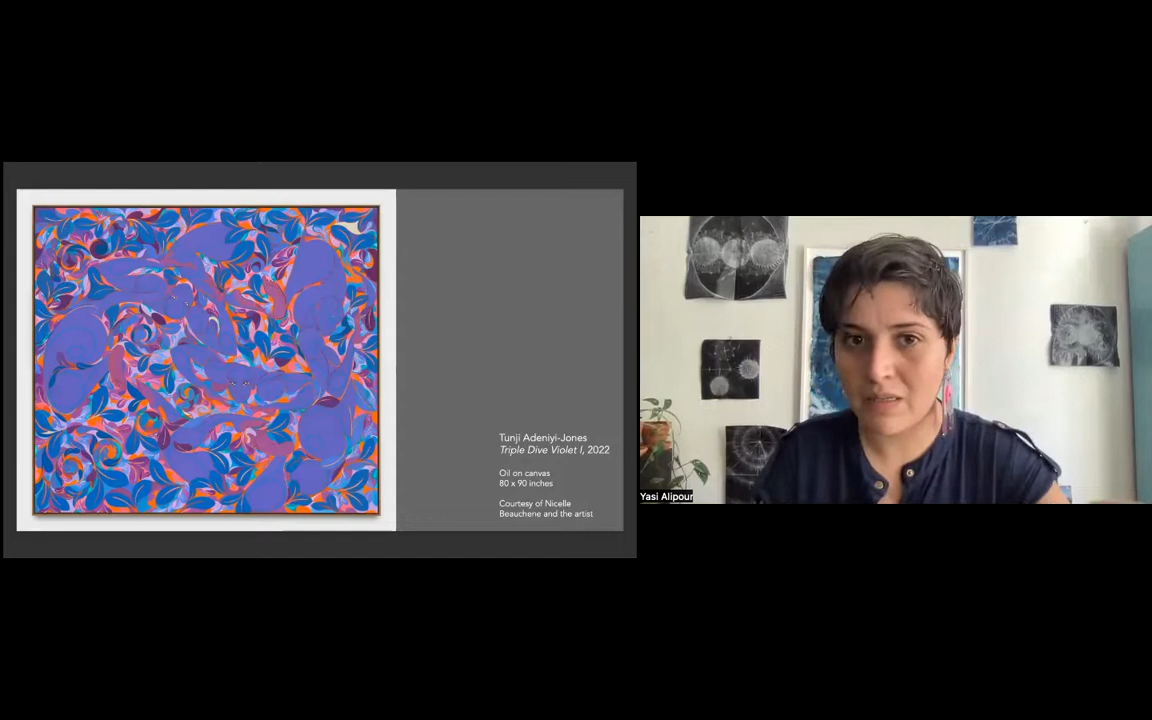 Tunji Adeniyi-Jones
Triple Dive Violet I, 2022
Oil on canvas
80 x 90 inches
Courtesy of Nicelle
Beauchene and the artist
Yasi Alipour